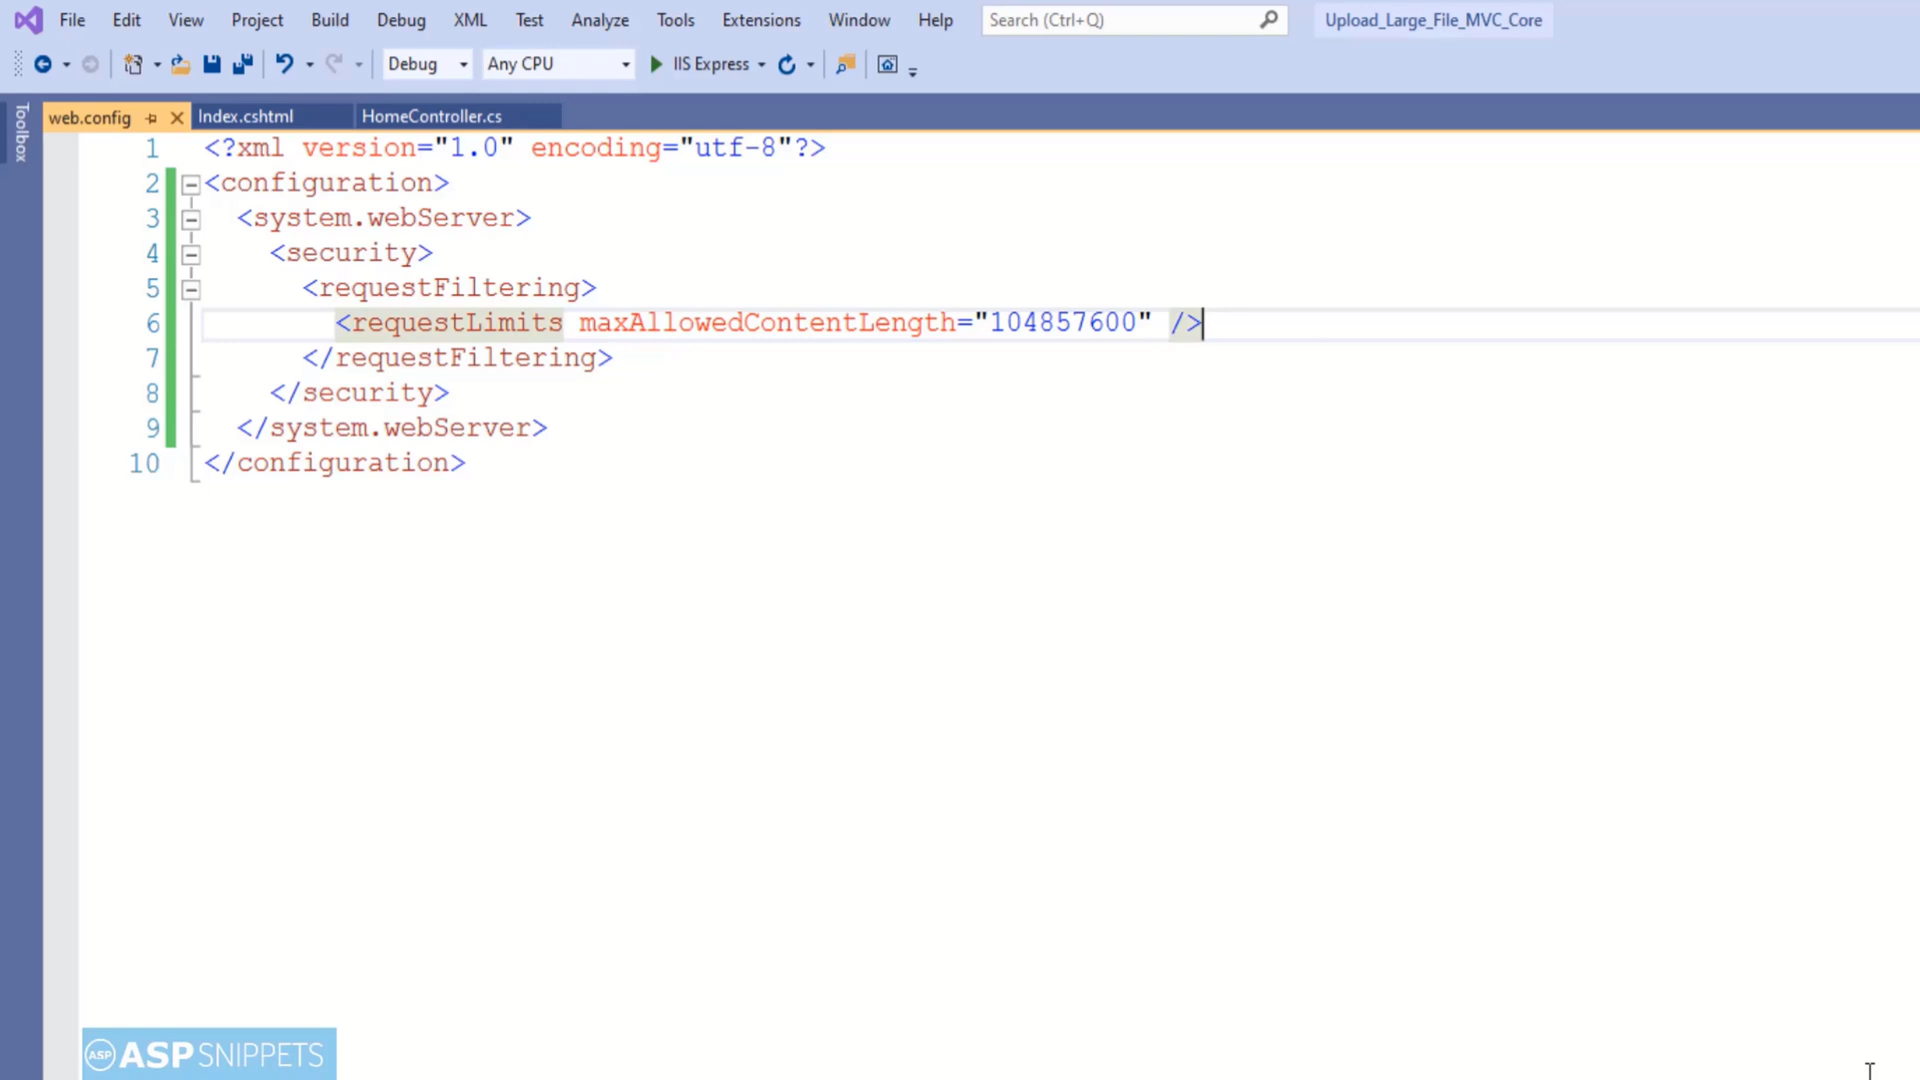 File Edit View Project Build Debug XML Test Analyze Tools Extensions Window Help Search (Ctrl+Q) Upload_Large_File_MVC_Core
Debug Any CPU IIS Express
Toolbox
web.config Index.cshtml HomeController.cs
1 <?xml version="1.0" encoding="utf-8"?>
2 <configuration>
3 <system.webServer>
4 <security>
5 <requestFiltering>
6 <requestLimits maxAllowedContentLength="104857600" />
7 </requestFiltering>
8 </security>
9 </system.webServer>
10 </configuration>
ASP ASPSNIPPETS